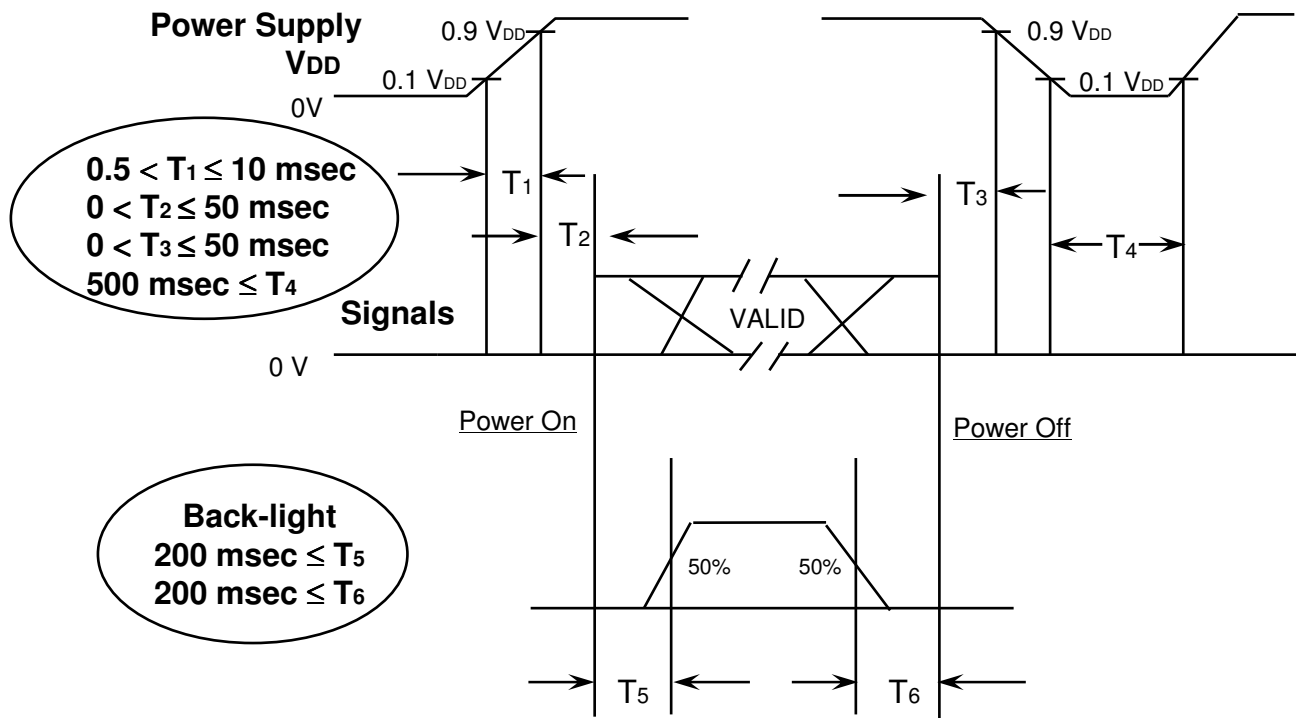 Power Supply
VDD
0.9 VDD
0.1 VDD
0V
0.9 VDD
0.1 VDD
0.5 < T1 ≤ 10 msec
0 < T2 ≤ 50 msec
0 < T3 ≤ 50 msec
500 msec ≤ T4
T1
T2
T3
T4
Signals
VALID
0 V
Power On
Power Off
Back-light
200 msec ≤ T5
200 msec ≤ T6
50%
50%
T5
T6